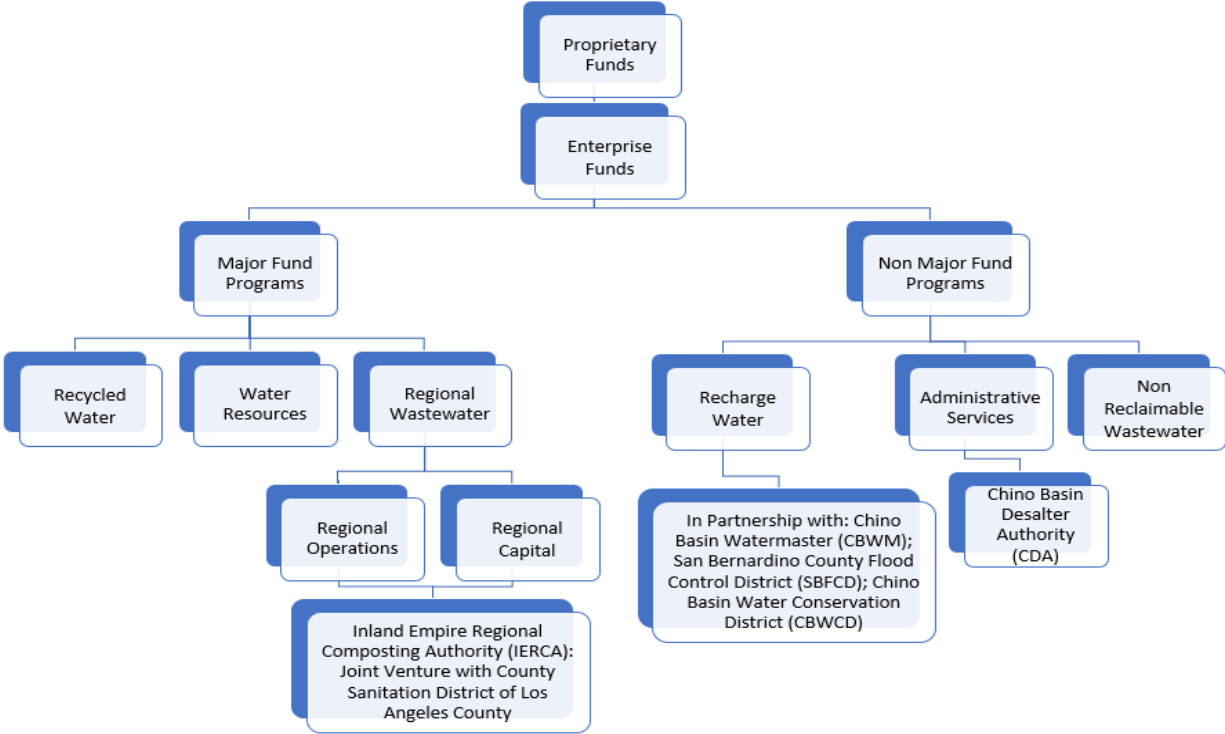 Proprietary
Funds
Enterprise
Funds
Major Fund
Programs
Non Major Fund
Programs
Recycled
Water
Water
Resources
Regional
Wastewater
Recharge
Water
Administrative
Services
Non
Reclaimable
Wastewater
Regional
Operations
Regional
Capital
In Partnership with: Chino
Basin Watermaster (CBWM);
San Bernardino County Flood
Control District (SBFCD); Chino
Basin Water Conservation
District (CBWCD)
Chino Basin
Desalter
Authority
(CDA)
Inland Empire Regional
Composting Authority (IERCA):
Joint Venture with County
Sanitation District of Los
Angeles County